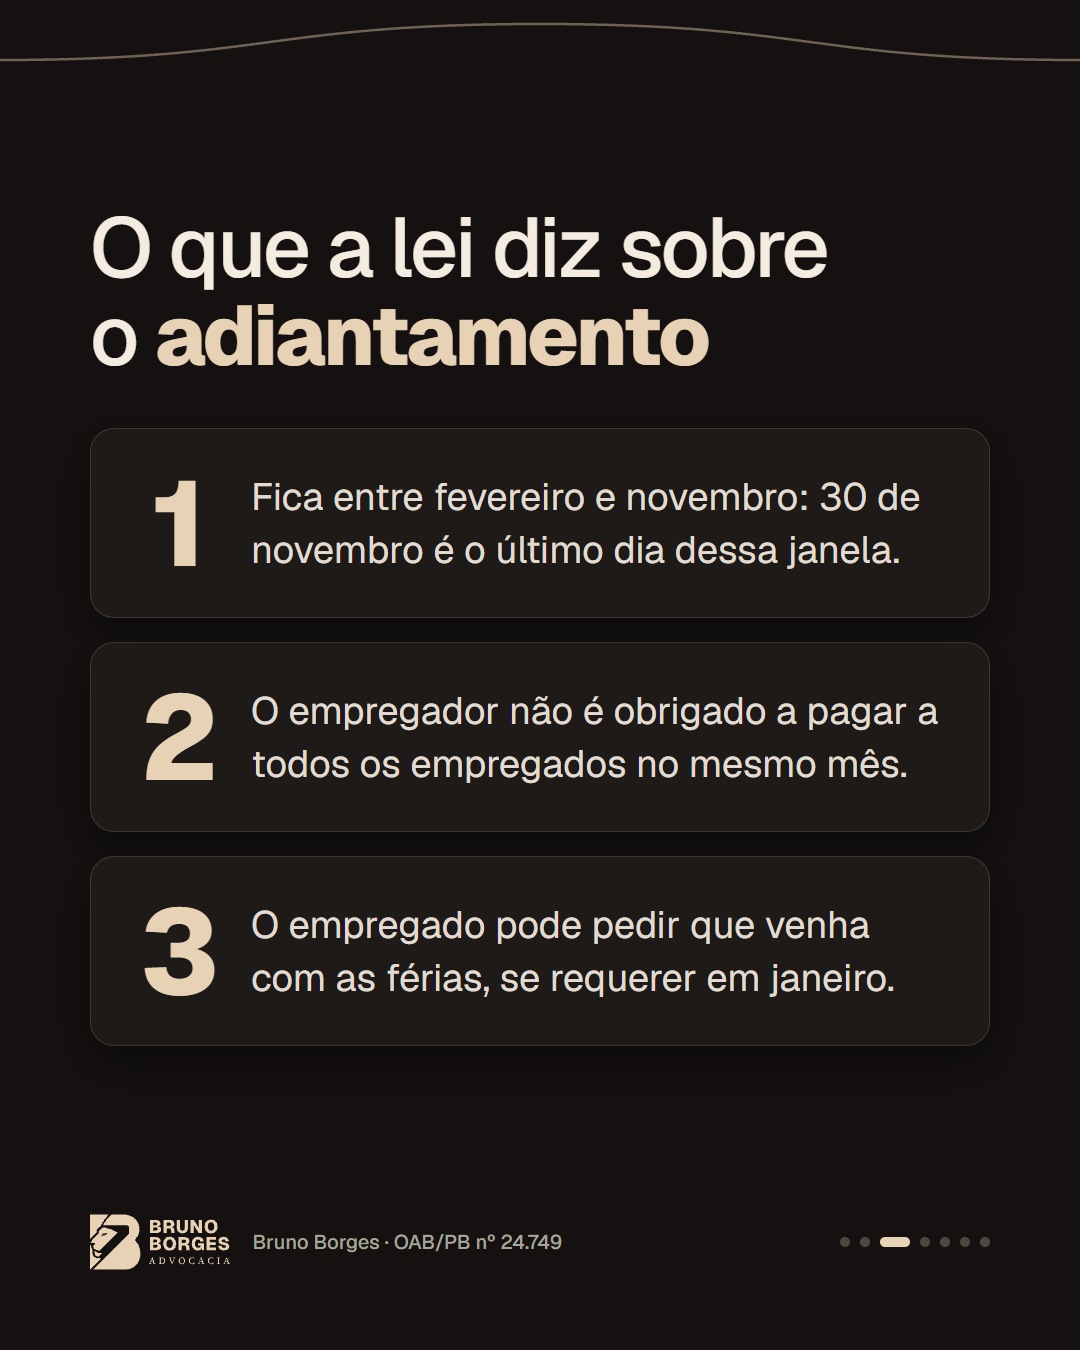 O que a lei diz sobre
o adiantamento
1
Fica entre fevereiro e novembro: 30 de
novembro é o último dia dessa janela.
2
O empregador não é obrigado a pagar a
todos os empregados no mesmo mês.
3
O empregado pode pedir que venha
com as férias, se requerer em janeiro.
BRUNO
BORGES
ADVOCACIA
Bruno Borges · OAB/PB nº 24.749